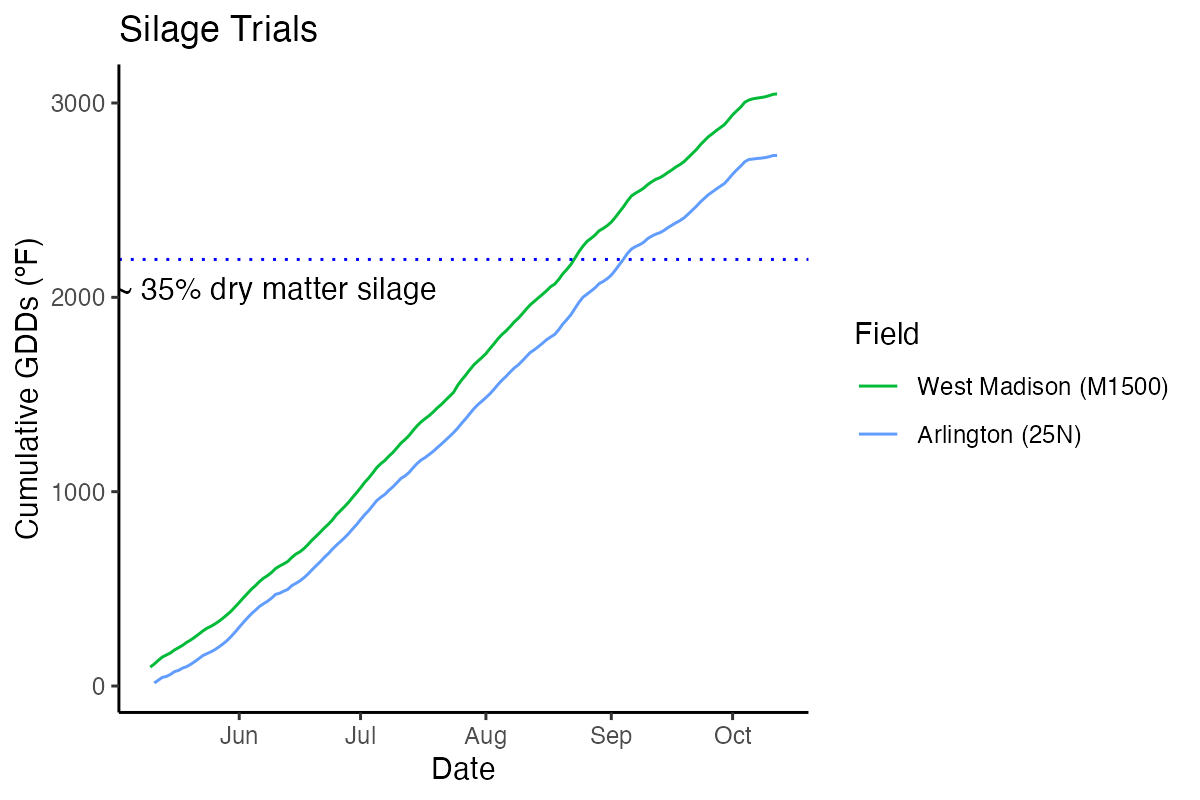 Silage Trials
3000
2000
1000
0
Cumulative GDDs (°F)
~ 35% dry matter silage
Jun Jul Aug Sep Oct
Date
Field
West Madison (M1500)
Arlington (25N)